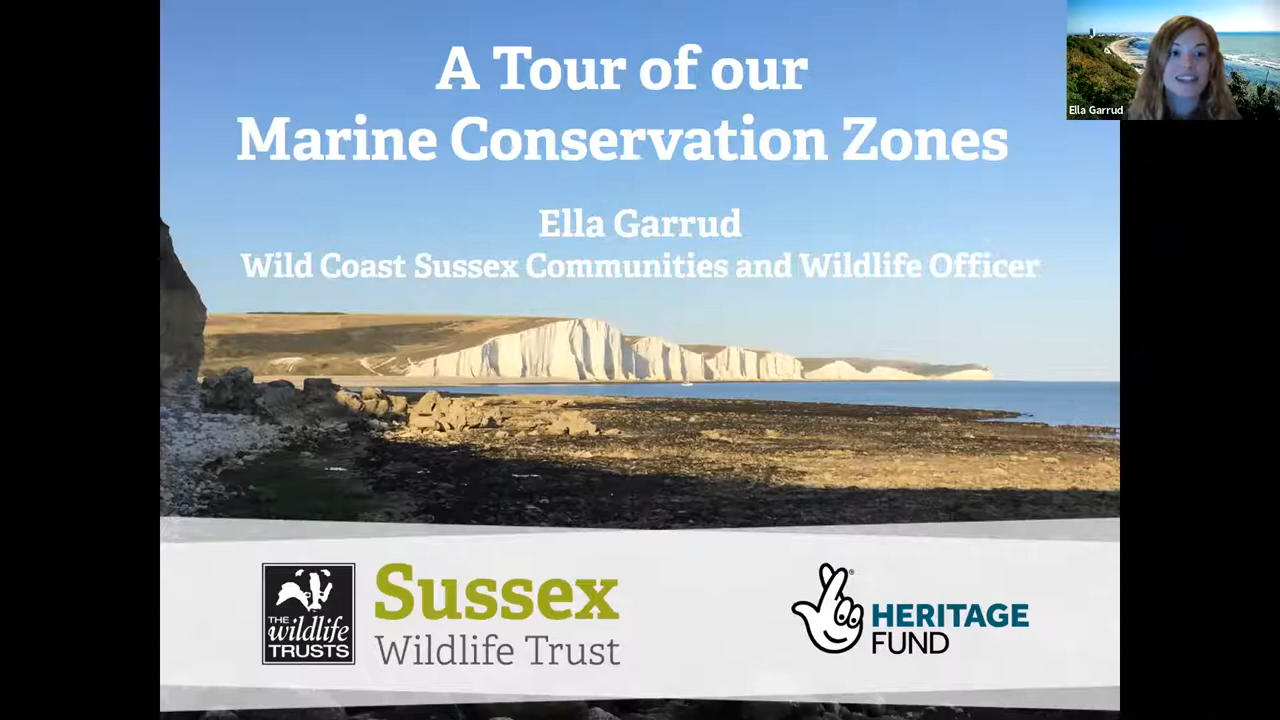 A Tour of our
Marine Conservation Zones
Ella Garrud
Wild Coast Sussex Communities and Wildlife Officer
Ella Garrud
THE
wildlife
TRUSTS
Sussex
Wildlife Trust
HERITAGE
FUND